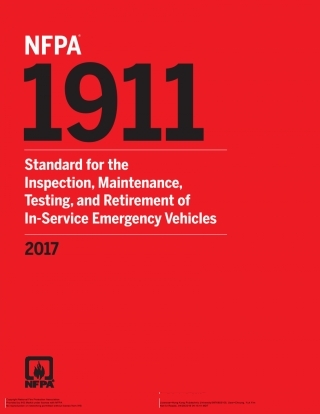 NFPA®
1911
Standard for the
Inspection, Maintenance,
Testing, and Retirement of
In-Service Emergency Vehicles
2017
NFPA